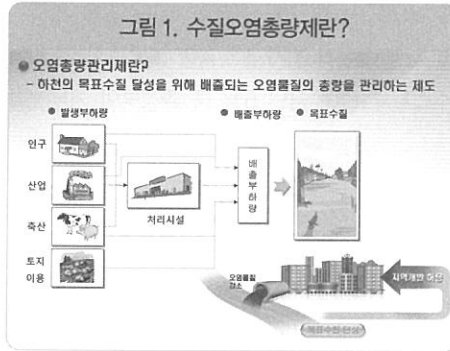 그림 1. 수질오염총량제란?
오염총량관리제란?
- 하천의 목표수질 달성을 위해 배출되는 오염물질의 총량을 관리하는 제도
발생부하량
배출부하량
목표수질
인구
산업
축산
토지
이용
처리시설
배출부하량
오염물질
감소
지역개발 허용
목표수질 달성